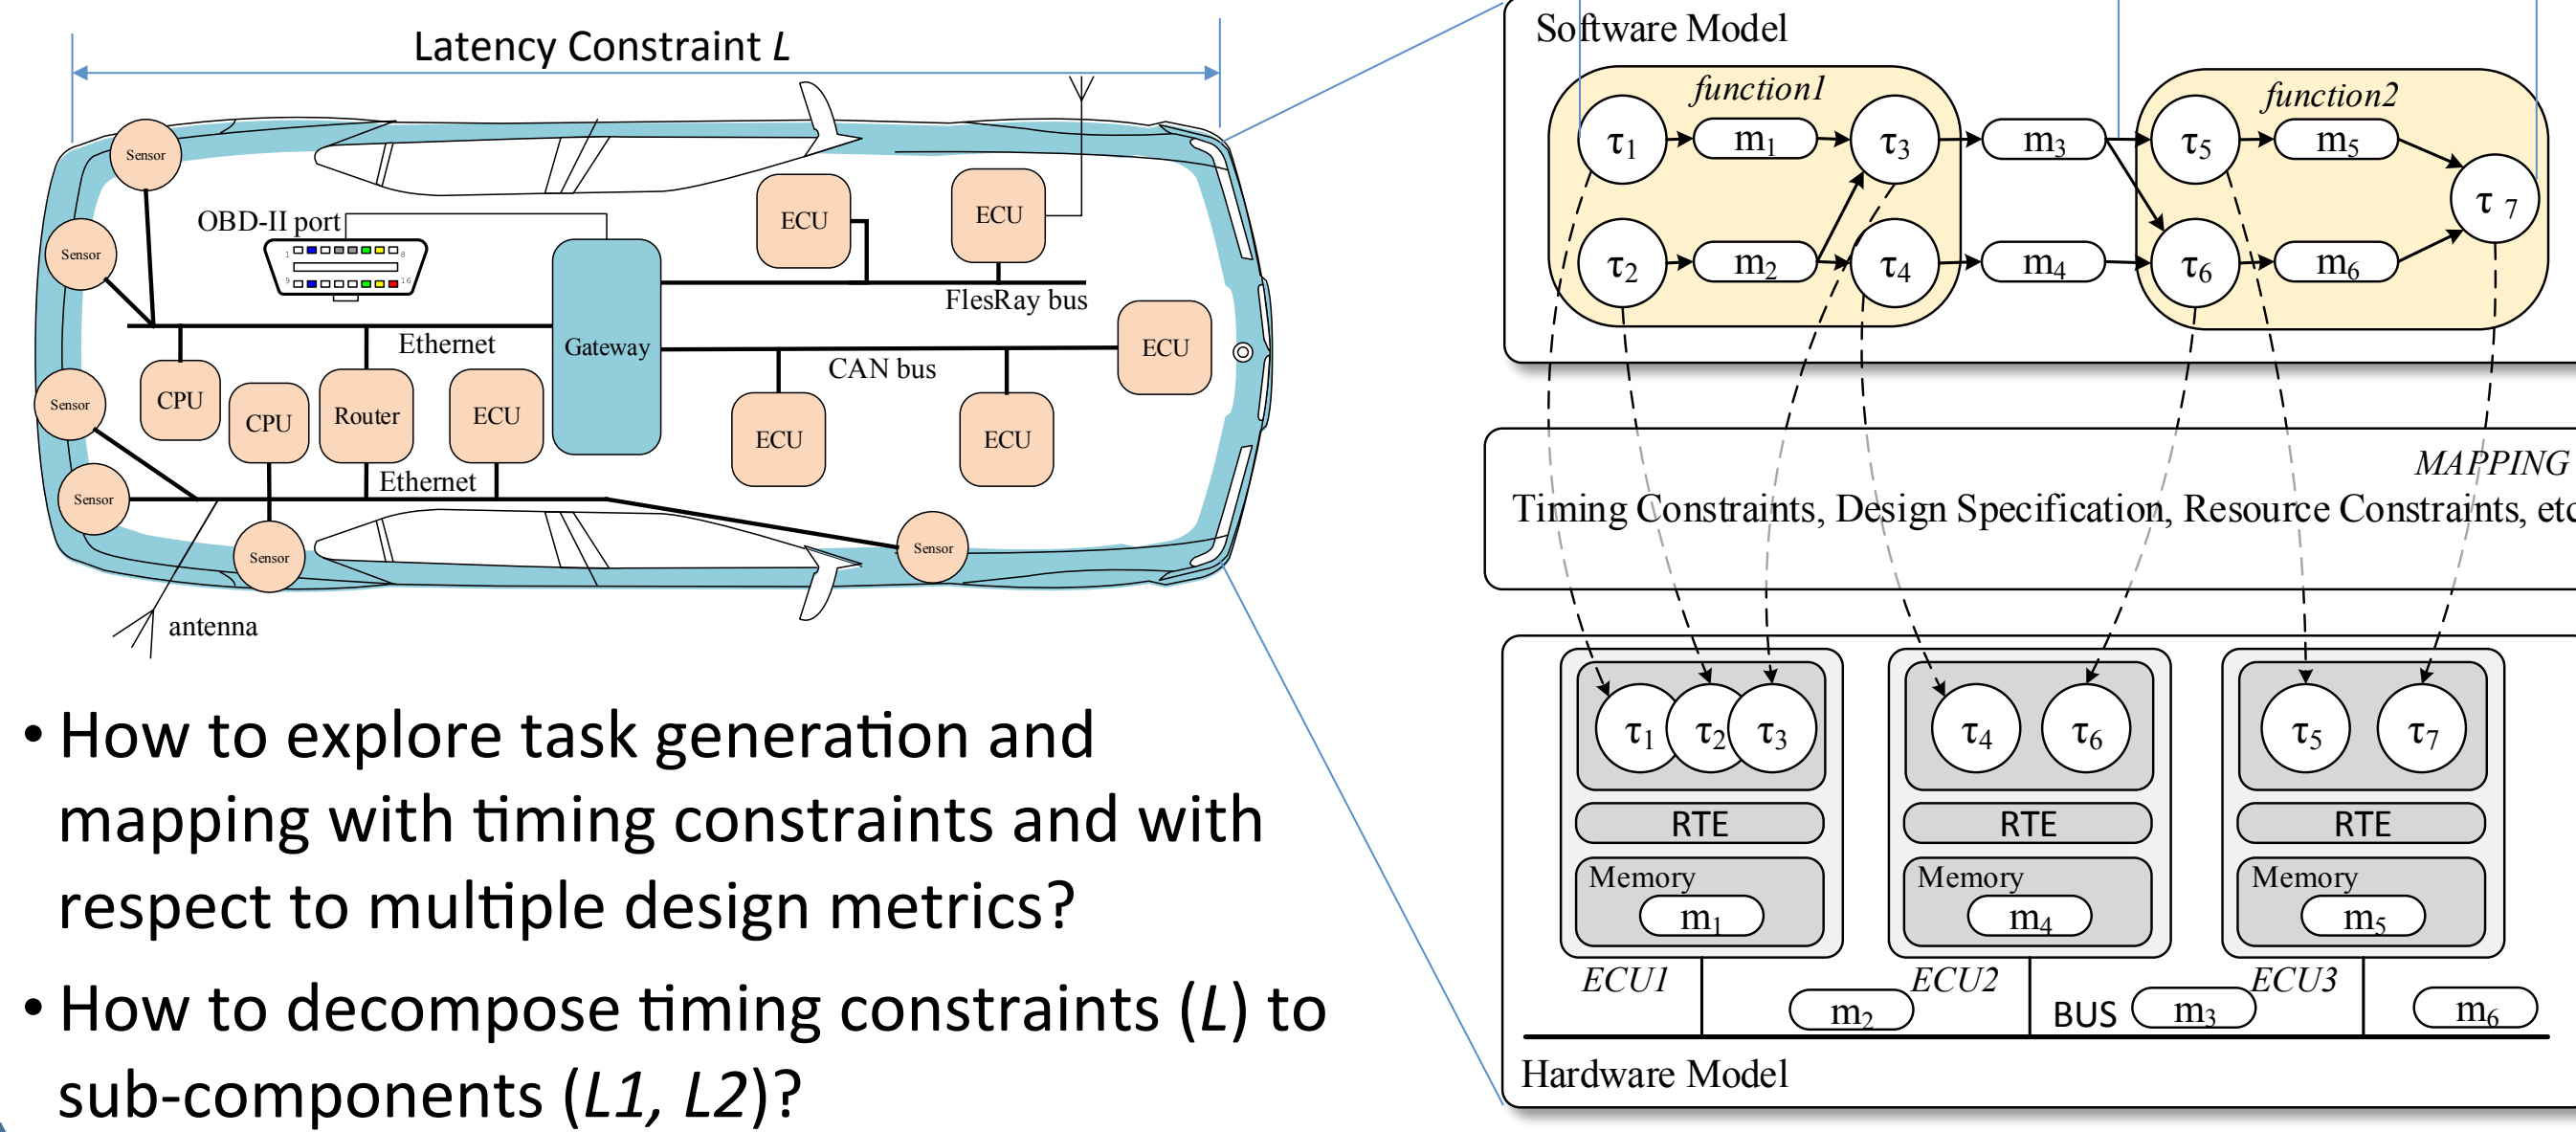 Latency Constraint L
Sensor
Sensor
OBD-II port
1
8
9
16
ECU
ECU
FlesRay bus
Ethernet
Gateway
CAN bus
ECU
Sensor
CPU
CPU
Router
ECU
ECU
ECU
Ethernet
Sensor
Sensor
Sensor
antenna
• How to explore task generation and
mapping with timing constraints and with
respect to multiple design metrics?
• How to decompose timing constraints (L) to
sub-components (L1, L2)?
Software Model
function1
function2
τ1
m1
τ3
m3
τ5
m5
τ 7
τ2
m2
τ4
m4
τ6
m6
MAPPING
Timing Constraints, Design Specification, Resource Constraints, etc
τ1
τ2
τ3
τ4
τ6
τ5
τ7
RTE
RTE
RTE
Memory
Memory
Memory
m1
m4
m5
ECU1
ECU2
ECU3
m2
BUS
m3
m6
Hardware Model